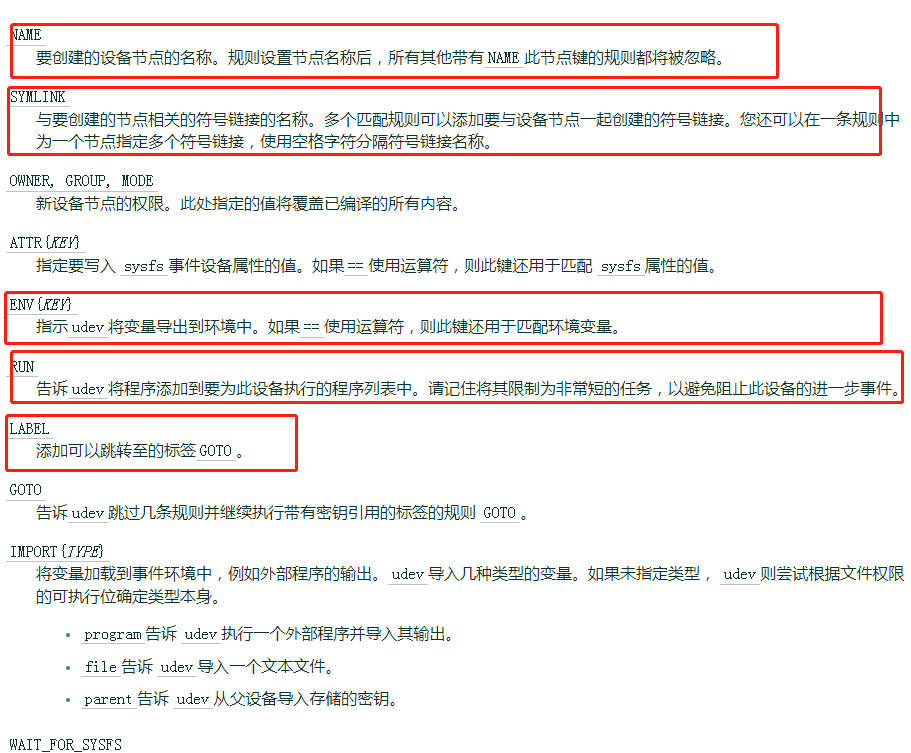 NAME
要创建的设备节点的名称。规则设置节点名称后，所有其他带有 NAME 此节点键的规则都将被忽略。
SYMLINK
与要创建的节点相关的符号链接的名称。多个匹配规则可以添加要与设备节点一起创建的符号链接。您还可以在一条规则中
为一个节点指定多个符号链接，使用空格字符分隔符号链接名称。
OWNER, GROUP, MODE
新设备节点的权限。此处指定的值将覆盖已编译的所有内容。
ATTR{KEY}
指定要写入 sysfs 事件设备属性的值。如果 == 使用运算符，则此键还用于匹配 sysfs 属性的值。
ENV{KEY}
指示 udev 将变量导出到环境中。如果 == 使用运算符，则此键还用于匹配环境变量。
RUN
告诉 udev 将程序添加到要为此设备执行的程序列表中。请记住将其限制为非常短的任务，以避免阻止此设备的进一步事件。
LABEL
添加可以跳转至的标签 GOTO 。
GOTO
告诉 udev 跳过几条规则并继续执行带有密钥引用的标签的规则 GOTO 。
IMPORT{TYPE}
将变量加载到事件环境中，例如外部程序的输出。 udev 导入几种类型的变量。如果未指定类型， udev 则尝试根据文件权限
的可执行位确定类型本身。
• program 告诉 udev 执行一个外部程序并导入其输出。
• file 告诉 udev 导入一个文本文件。
• parent 告诉 udev 从父设备导入存储的密钥。
WAIT_FOR_SYSFS